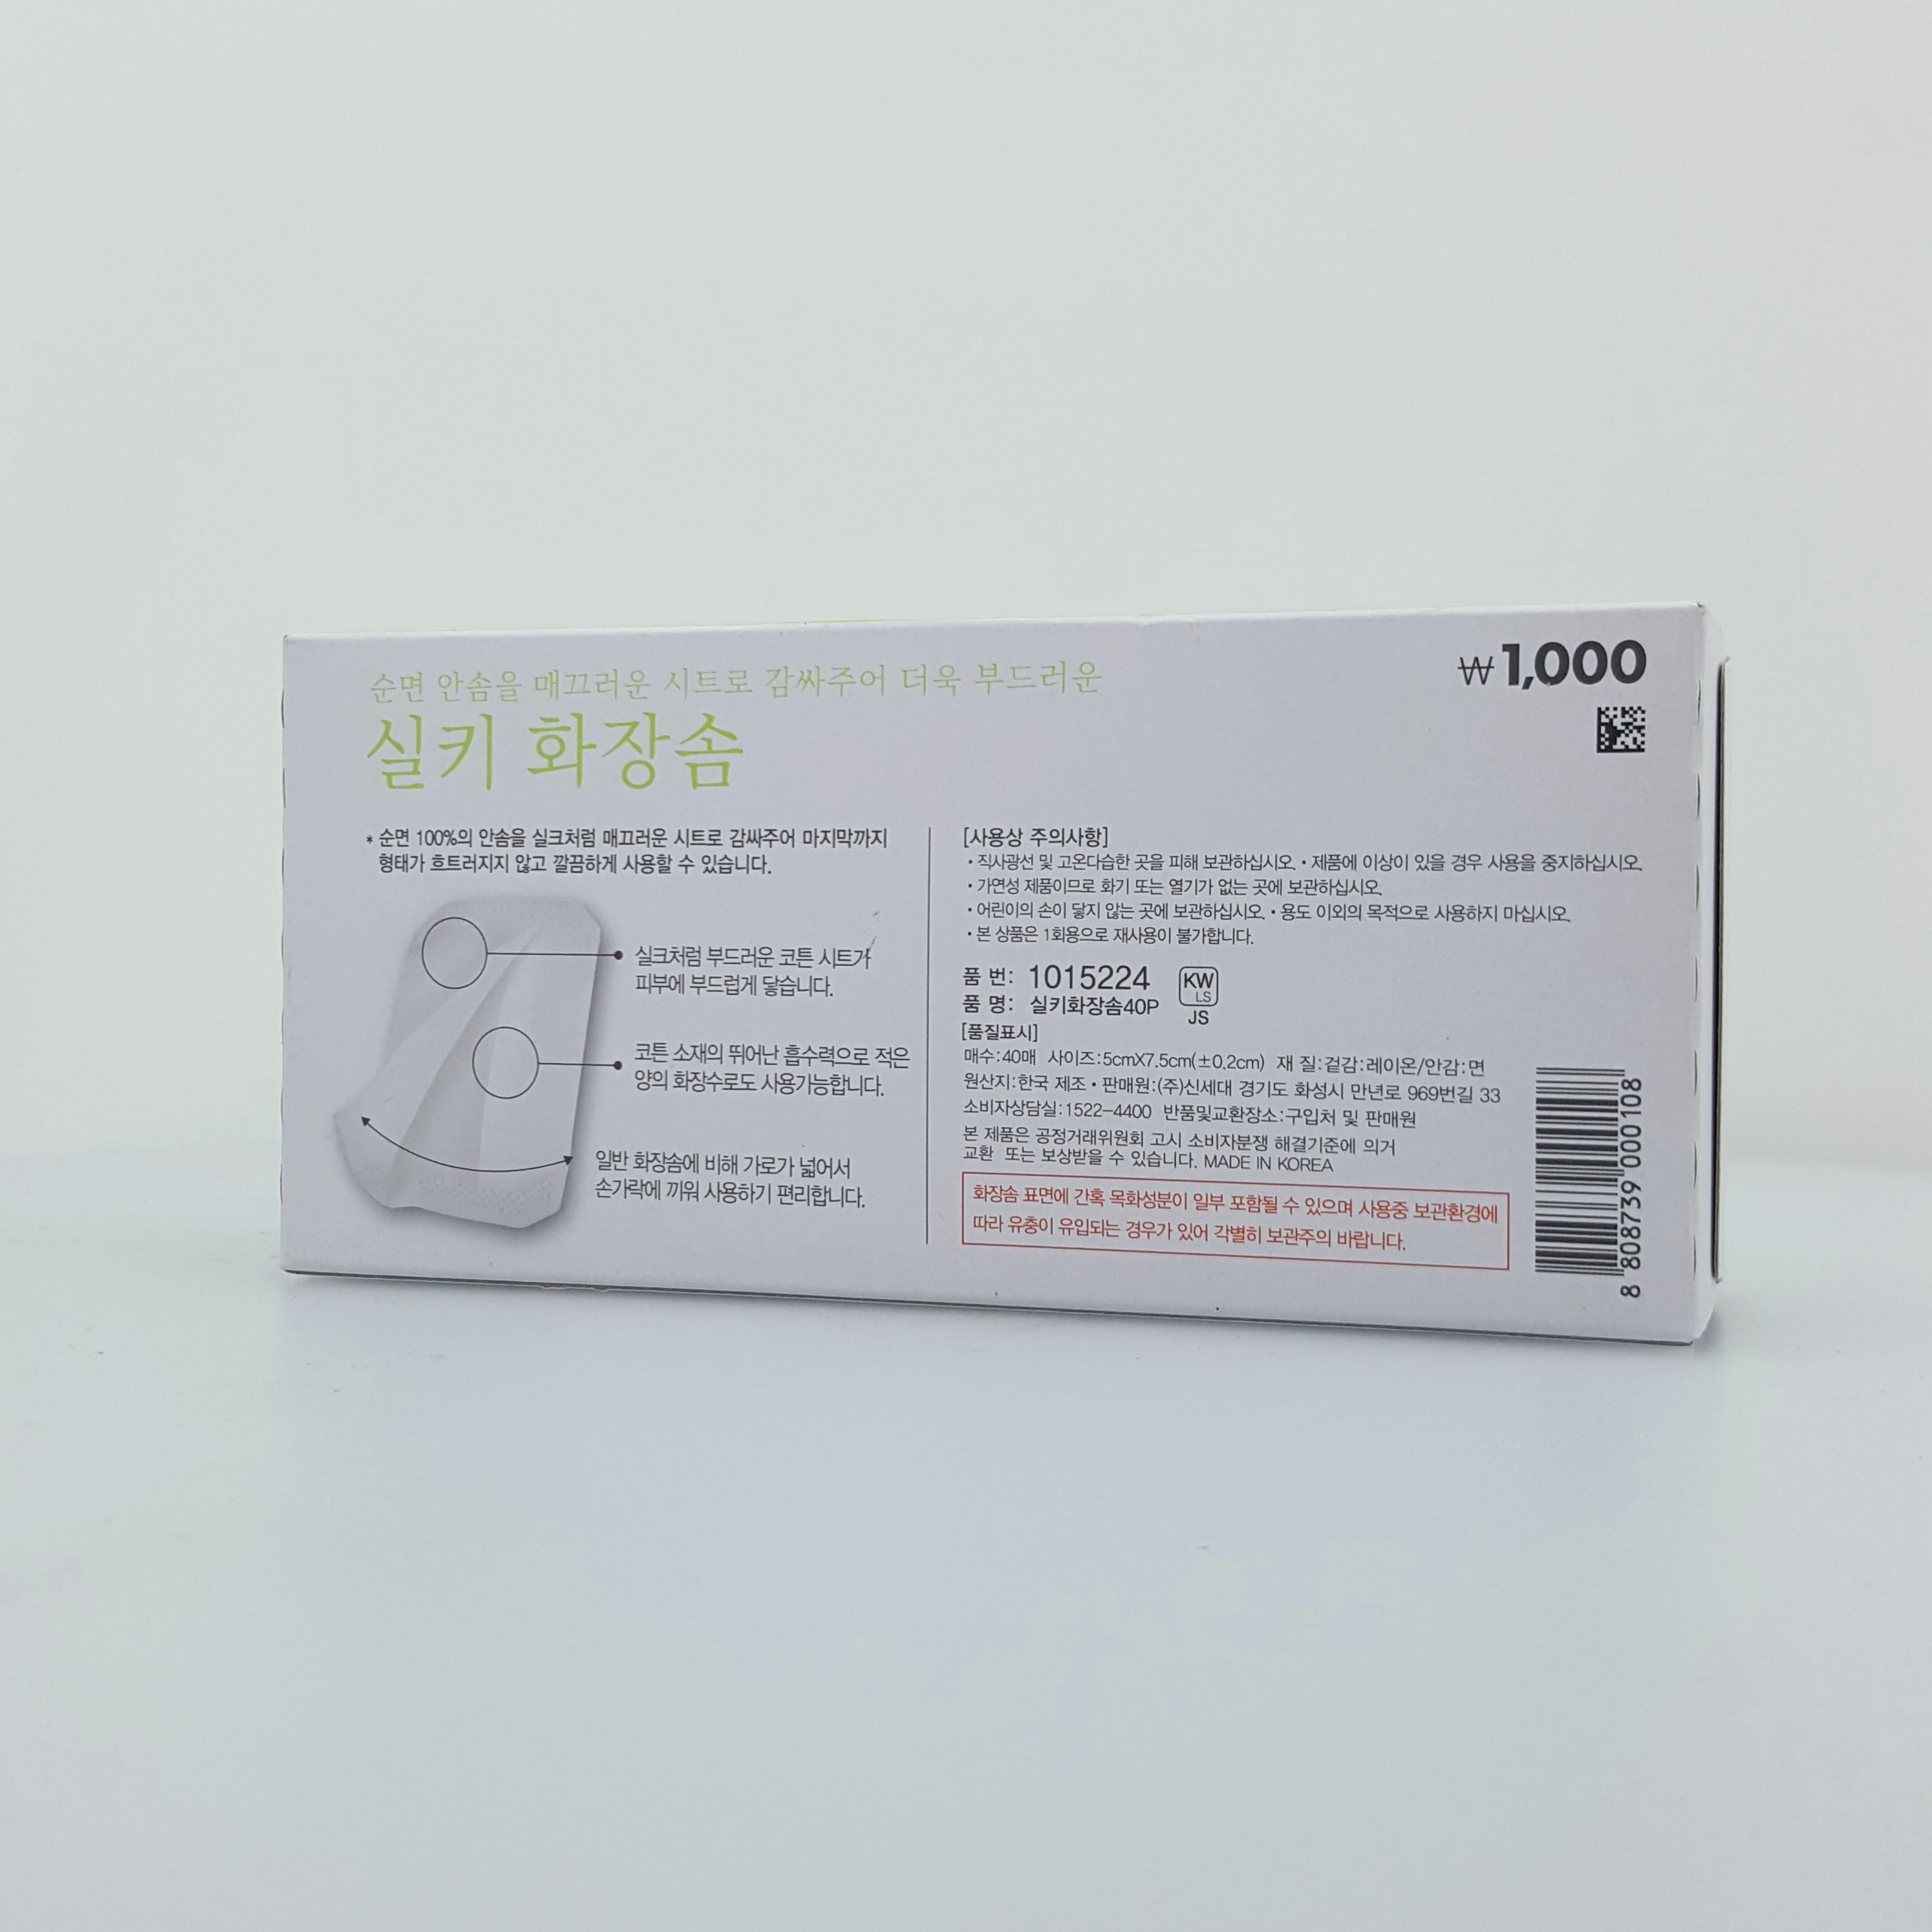 순면 안솜을 매끄러운 시트로 감싸주어 더욱 부드러운
실키 화장솜
₩1,000
* 순면 100%의 안솜을 실크처럼 매끄러운 시트로 감싸주어 마지막까지
형태가 흐트러지지 않고 깔끔하게 사용할 수 있습니다.
실크처럼 부드러운 코튼 시트가
피부에 부드럽게 닿습니다.
코튼 소재의 뛰어난 흡수력으로 적은
양의 화장수로도 사용가능합니다.
일반 화장솜에 비해 가로가 넓어서
손가락에 끼워 사용하기 편리합니다.
[사용상 주의사항]
• 직사광선 및 고온다습한 곳을 피해 보관하십시오. • 제품에 이상이 있을 경우 사용을 중지하십시오.
• 가연성 제품이므로 화기 또는 열기가 없는 곳에 보관하십시오.
• 어린이의 손이 닿지 않는 곳에 보관하십시오. • 용도 이외의 목적으로 사용하지 마십시오.
• 본 상품은 1회용으로 재사용이 불가합니다.
품 번: 1015224
품 명: 실키화장솜40P
KW
LS
JS
[품질표시]
매수:40매 사이즈:5cmX7.5cm(±0.2cm) 재 질:겉감:레이온/안감:면
원산지:한국 제조•판매원:(주)신세대 경기도 화성시 만년로 969번길 33
소비자상담실:1522-4400 반품및교환장소:구입처 및 판매원
본 제품은 공정거래위원회 고시 소비자분쟁 해결기준에 의거
교환 또는 보상받을 수 있습니다. MADE IN KOREA
화장솜 표면에 간혹 목화성분이 일부 포함될 수 있으며 사용중 보관환경에
따라 유충이 유입되는 경우가 있어 각별히 보관주의 바랍니다.
8 808739 000108